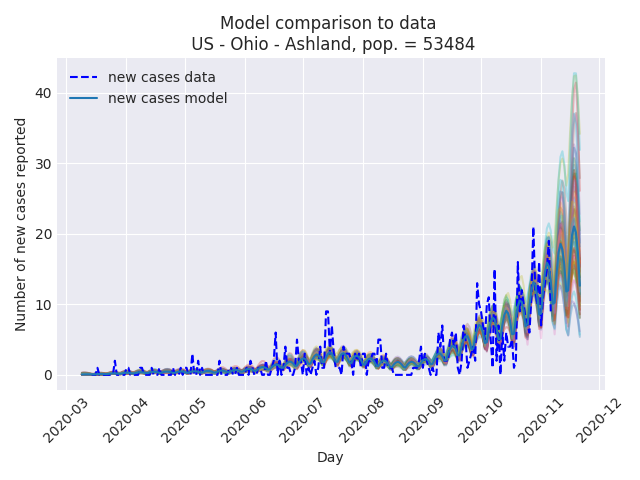 Model comparison to data
US - Ohio - Ashland, pop. = 53484
new cases data
new cases model
Number of new cases reported
40
30
20
10
0
2020-03
2020-04
2020-05
2020-06
2020-07
2020-08
2020-09
2020-10
2020-11
2020-12
Day